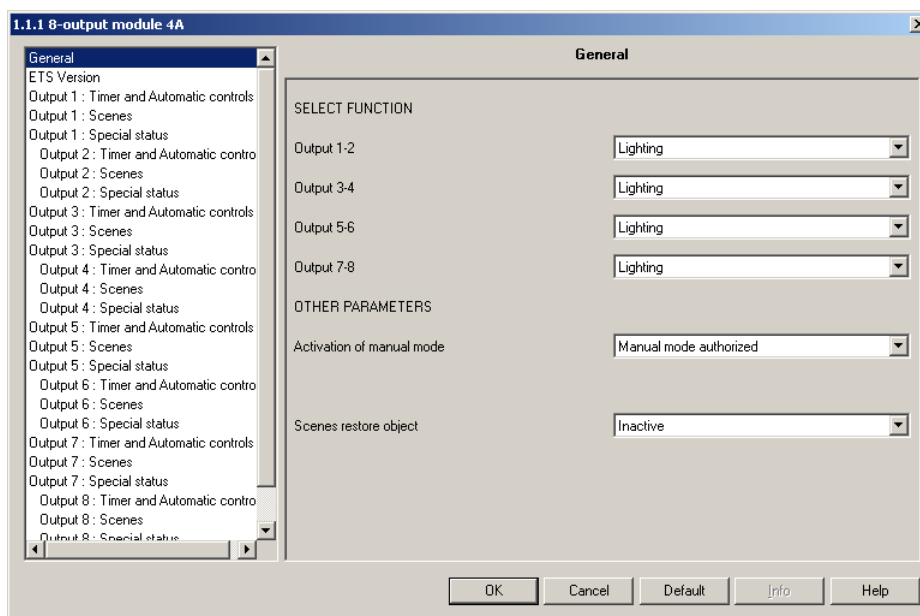 1.1.1 8-output module 4A
General
ETS Version
Output 1 : Timer and Automatic controls
Output 1 : Scenes
Output 1 : Special status
Output 2 : Timer and Automatic contro
Output 2 : Scenes
Output 2 : Special status
Output 3 : Timer and Automatic controls
Output 3 : Scenes
Output 3 : Special status
Output 4 : Timer and Automatic contro
Output 4 : Scenes
Output 4 : Special status
Output 5 : Timer and Automatic controls
Output 5 : Scenes
Output 5 : Special status
Output 6 : Timer and Automatic contro
Output 6 : Scenes
Output 6 : Special status
Output 7 : Timer and Automatic controls
Output 7 : Scenes
Output 7 : Special status
Output 8 : Timer and Automatic contro
Output 8 : Scenes
Output 8 : Special status
General
SELECT FUNCTION
Output 1-2 Lighting
Output 3-4 Lighting
Output 5-6 Lighting
Output 7-8 Lighting
OTHER PARAMETERS
Activation of manual mode Manual mode authorized
Scenes restore object Inactive
OK Cancel Default Info Help